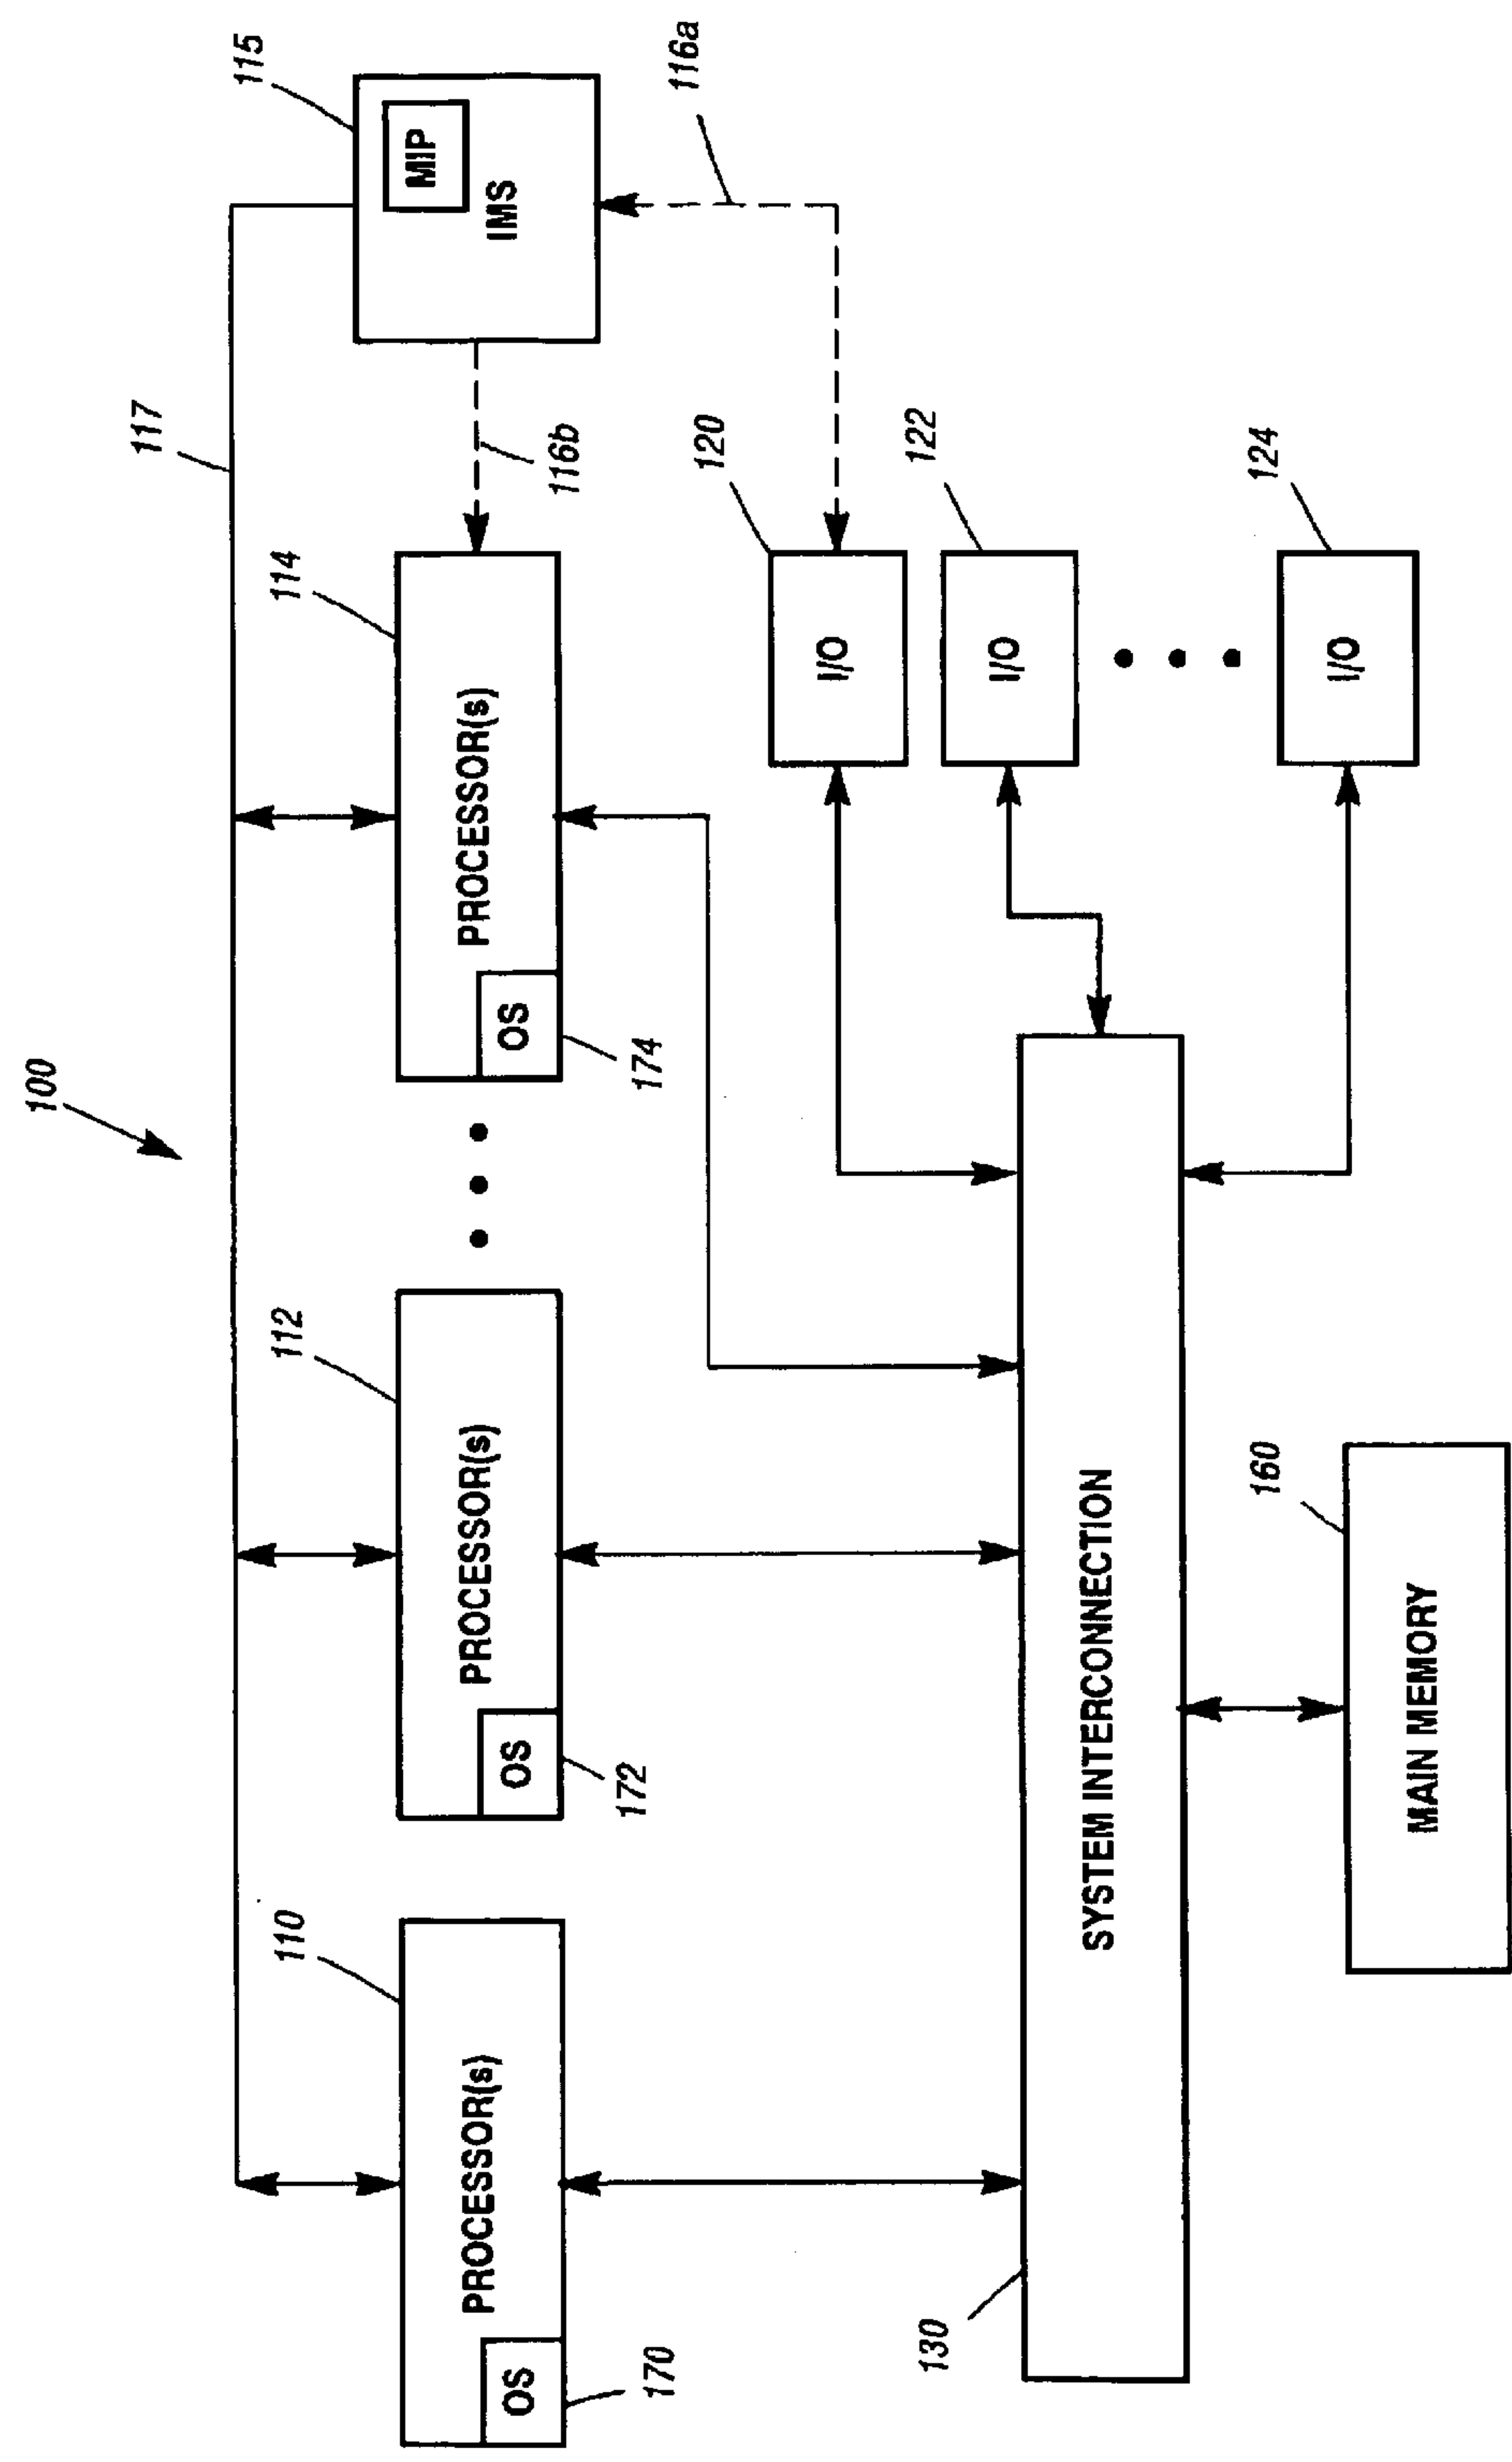 100
117
115
MIP
IMS
110
112
114
PROCESSOR(s)
PROCESSOR(s)
PROCESSOR(s)
OS
OS
OS
170
172
174
116b
116a
120
I/O
122
I/O
124
I/O
130
SYSTEM INTERCONNECTION
160
MAIN MEMORY